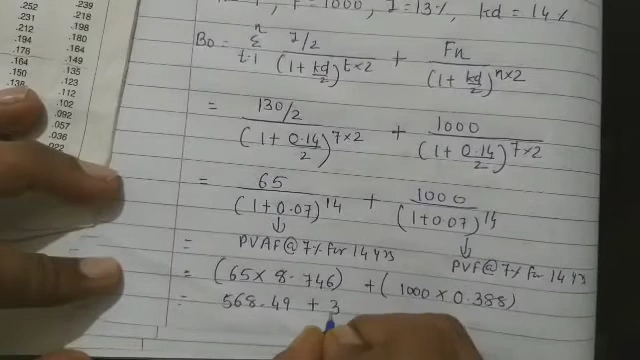 .252 .239
.231 .218
.212 .198
.194 .180
.178 .164
.164 .149
.150 .135
.138 .123
.112
.102
.092
.057
.036
.022
F = 1000, I = 13%, kd = 14%
B0 = n Σ t=1 I/2 / (1 + kd/2)^t×2 + Fn / (1 + kd/2)^n×2
= 130/2 / (1 + 0.14/2)^7×2 + 1000 / (1 + 0.14/2)^7×2
= 65 / (1+0.07)^14 + 1000 / (1+0.07)^14
= PVAF@7% for 14 yrs PVF@7% for 14 yrs
= (65 × 8.746) + (1000 × 0.388)
= 568.49 + 3